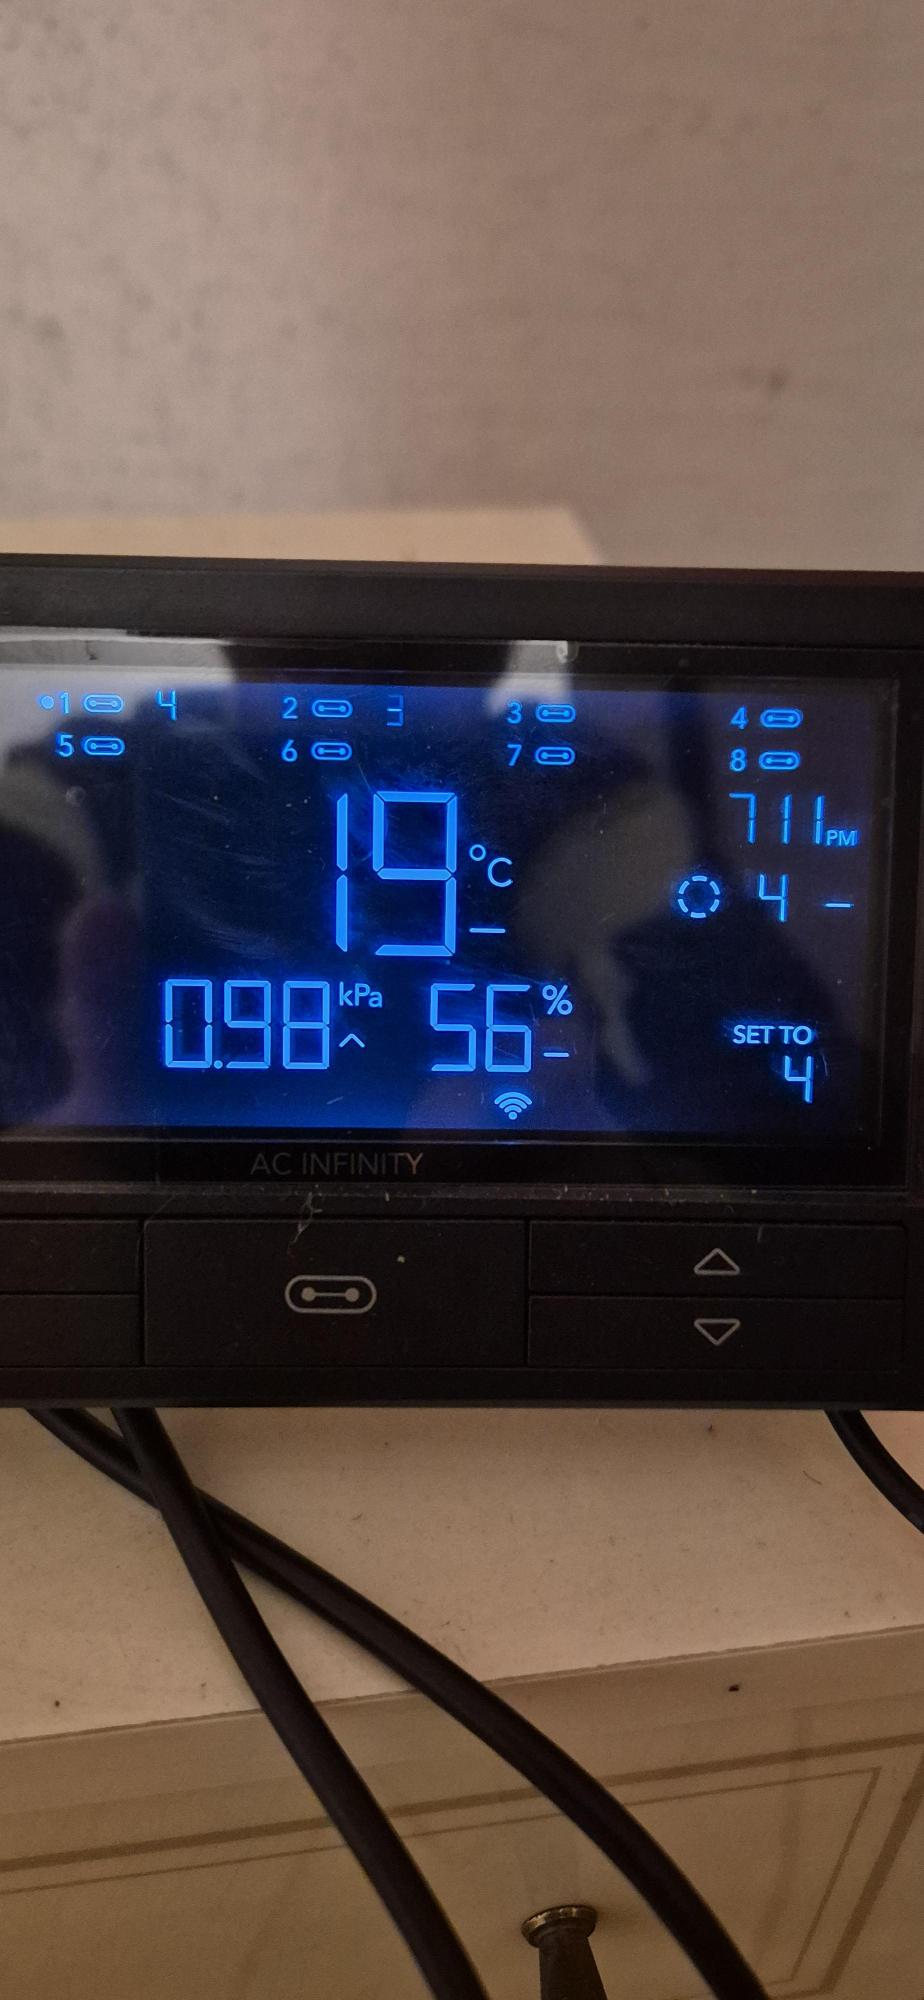 1 4 2 3 3 4
5 6 7 8
19 °C
711 PM
4
0.98 kPa 56 %
SET TO
4
AC INFINITY